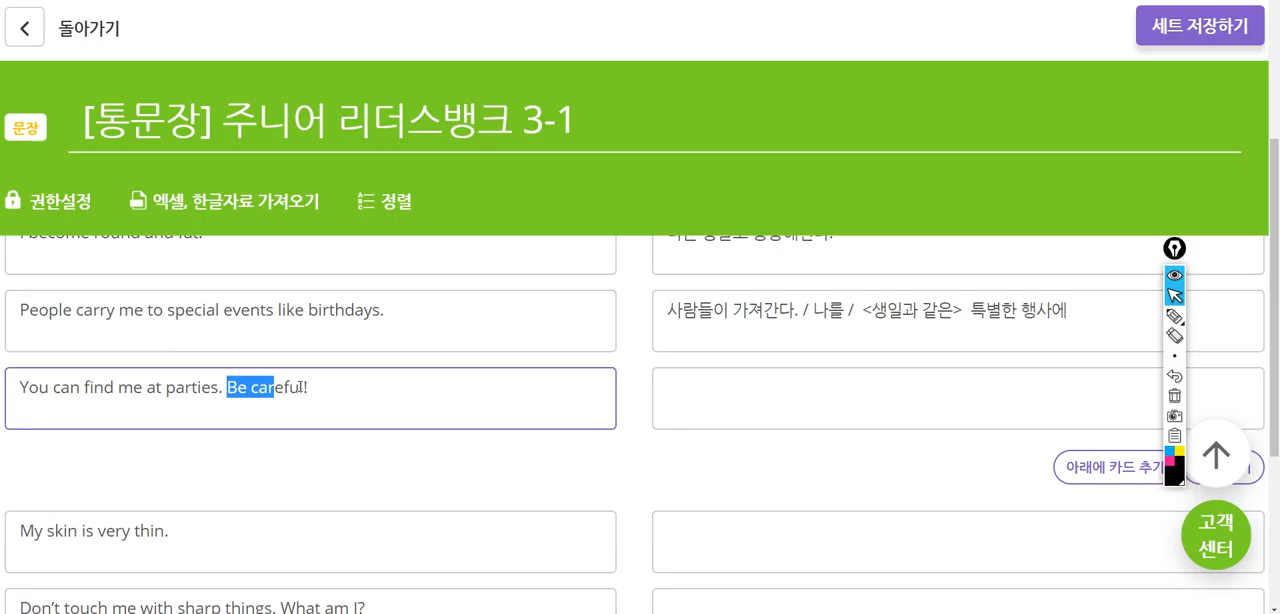 돌아가기
세트 저장하기
문장
[통문장] 주니어 리더스뱅크 3-1
권한설정
엑셀, 한글자료 가져오기
정렬
I become round and fat.
People carry me to special events like birthdays.
사람들이 가져간다. / 나를 / <생일과 같은> 특별한 행사에
You can find me at parties. Be careful!
아래에 카드 추가
My skin is very thin.
고객
센터
Don't touch me with sharp things. What am I?